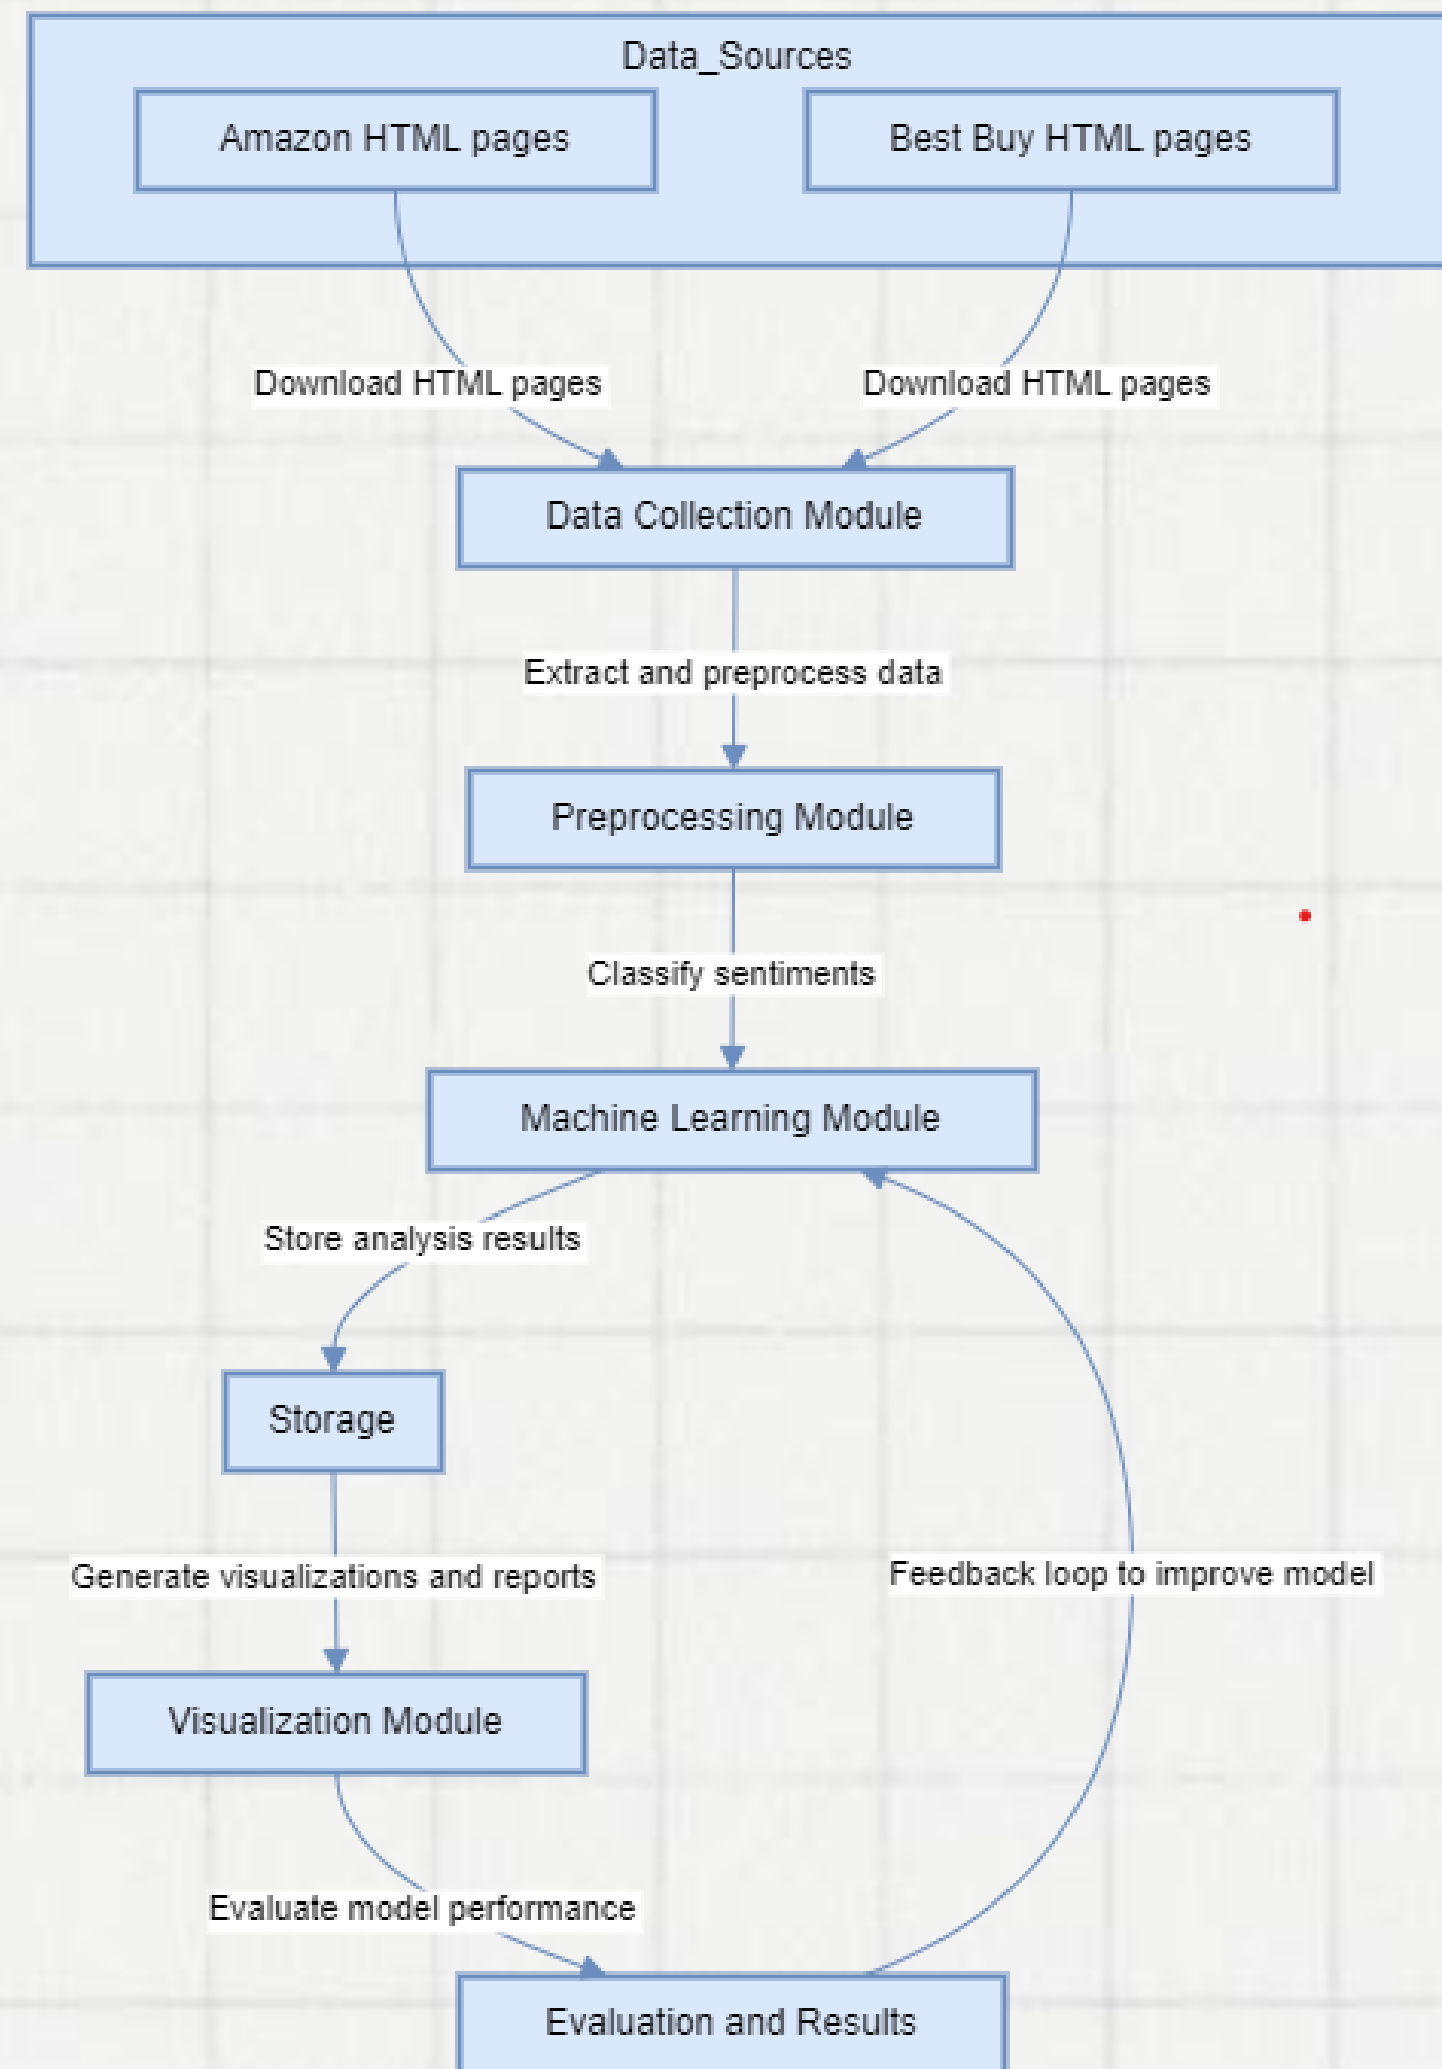 Data_Sources
Amazon HTML pages
Best Buy HTML pages
Download HTML pages
Download HTML pages
Data Collection Module
Extract and preprocess data
Preprocessing Module
Classify sentiments
Machine Learning Module
Store analysis results
Storage
Generate visualizations and reports
Feedback loop to improve model
Visualization Module
Evaluate model performance
Evaluation and Results